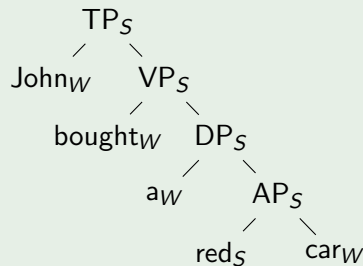 TP_S
John_W VP_S
bought_W DP_S
a_W AP_S
red_S car_W